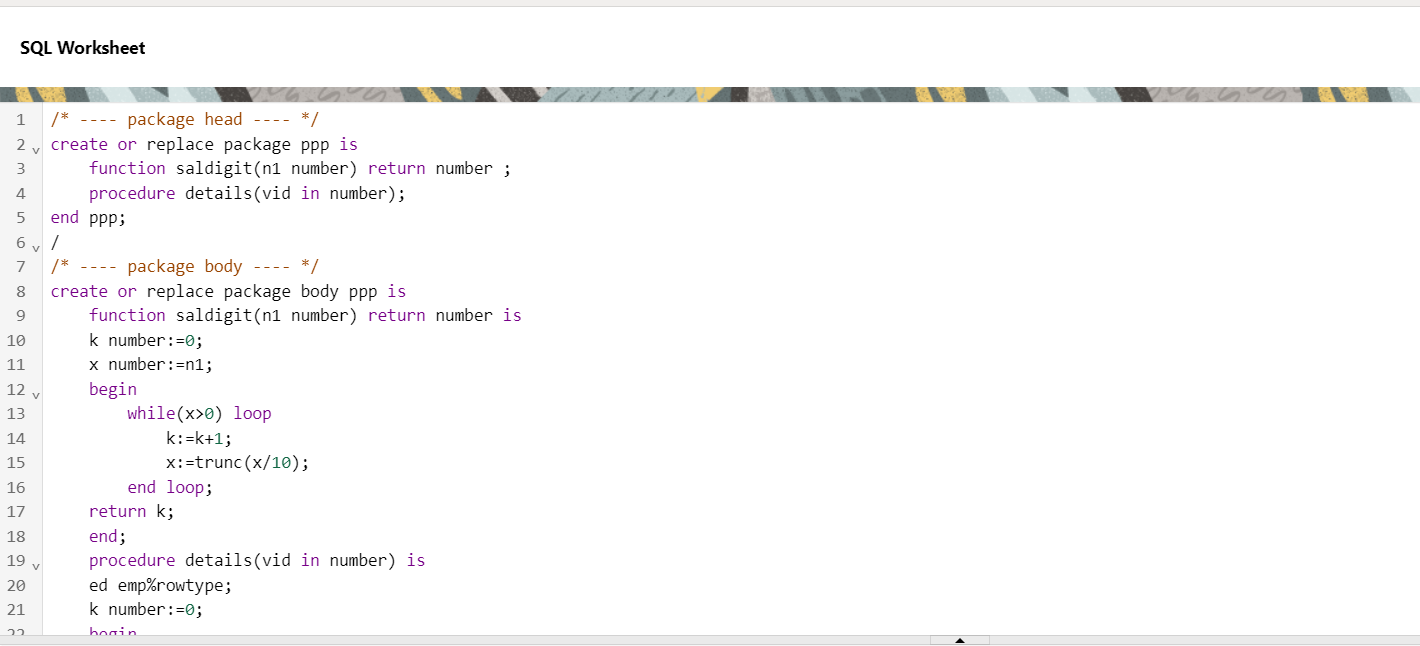 SQL Worksheet
1 /* ---- package head ---- */
2 create or replace package ppp is
3 function saldigit(n1 number) return number ;
4 procedure details(vid in number);
5 end ppp;
6 /
7 /* ---- package body ---- */
8 create or replace package body ppp is
9 function saldigit(n1 number) return number is
10 k number:=0;
11 x number:=n1;
12 begin
13 while(x>0) loop
14 k:=k+1;
15 x:=trunc(x/10);
16 end loop;
17 return k;
18 end;
19 procedure details(vid in number) is
20 ed emp%rowtype;
21 k number:=0;
22 begin